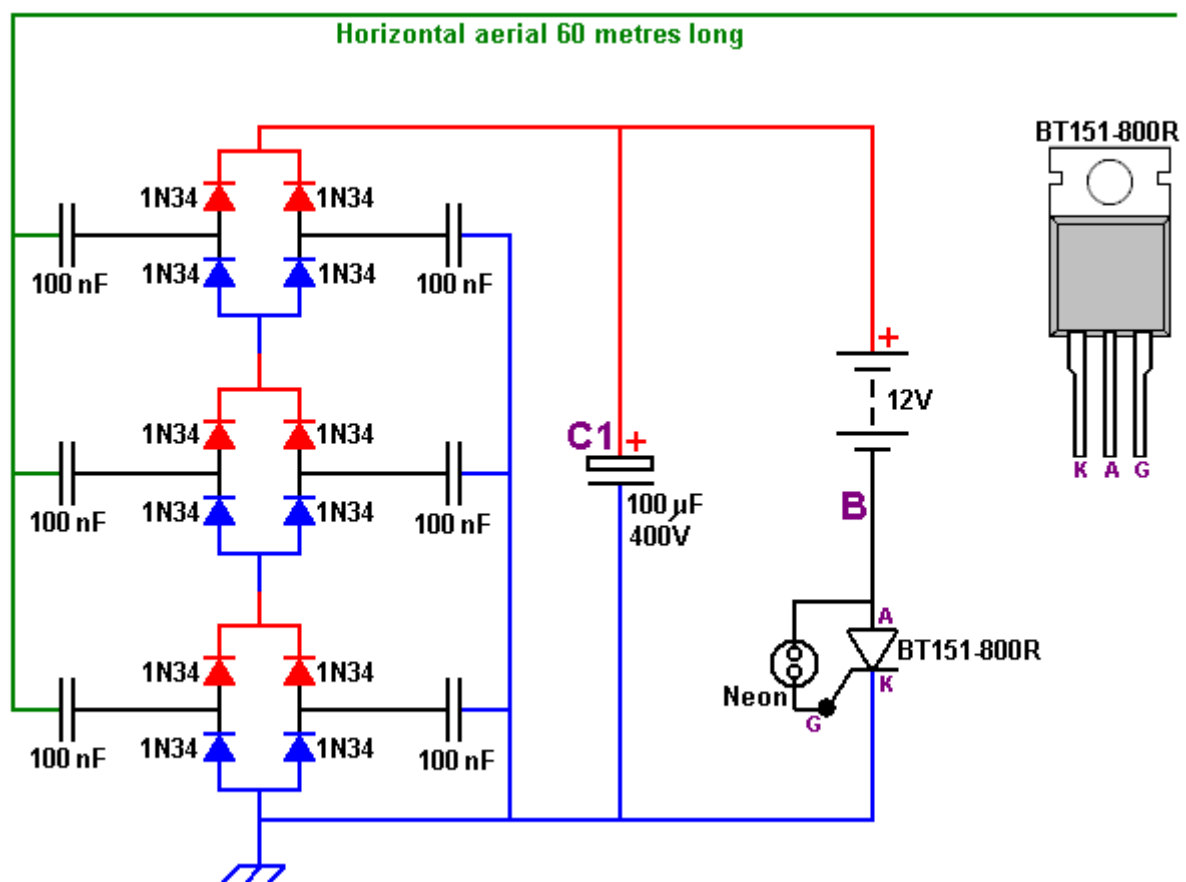 Horizontal aerial 60 metres long
BT151-800R
1N34
1N34
1N34
1N34
100 nF
100 nF
K A G
12V
+
1N34
1N34
C1
+
1N34
1N34
100 nF
100 nF
100 µF
400V
B
1N34
1N34
A
BT151-800R
K
Neon
G
1N34
1N34
100 nF
100 nF